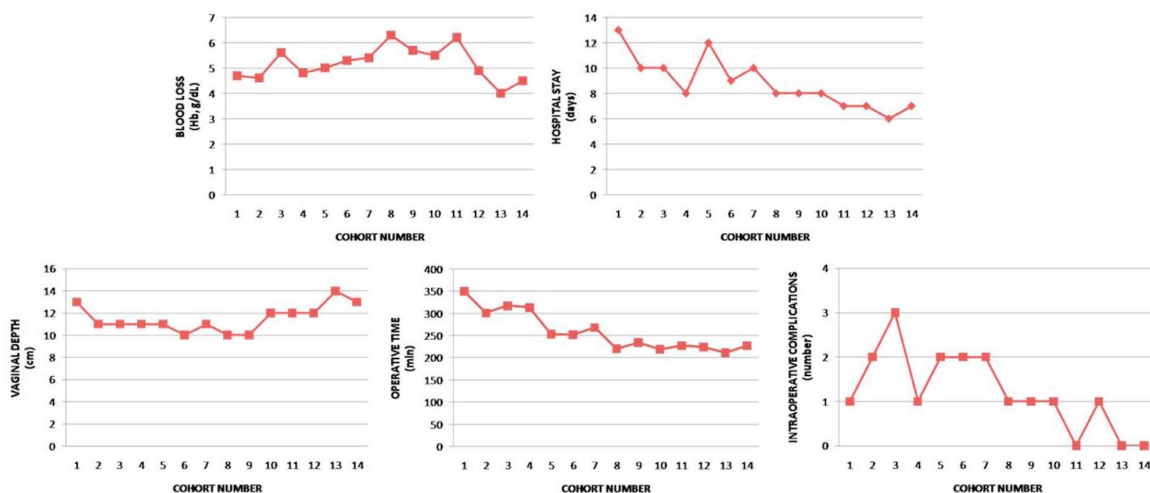 7
6
5
4
3
2
1
0
BLOOD LOSS
(Hb, g/dL)
1 2 3 4 5 6 7 8 9 10 11 12 13 14
COHORT NUMBER
14
12
10
8
6
4
2
0
HOSPITAL STAY
(days)
1 2 3 4 5 6 7 8 9 10 11 12 13 14
COHORT NUMBER
16
14
12
10
8
6
4
2
0
VAGINAL DEPTH
(cm)
1 2 3 4 5 6 7 8 9 10 11 12 13 14
COHORT NUMBER
400
350
300
250
200
150
100
50
0
OPERATIVE TIME
(min)
1 2 3 4 5 6 7 8 9 10 11 12 13 14
COHORT NUMBER
4
3
2
1
0
INTRAOPERATIVE COMPLICATIONS
(number)
1 2 3 4 5 6 7 8 9 10 11 12 13 14
COHORT NUMBER